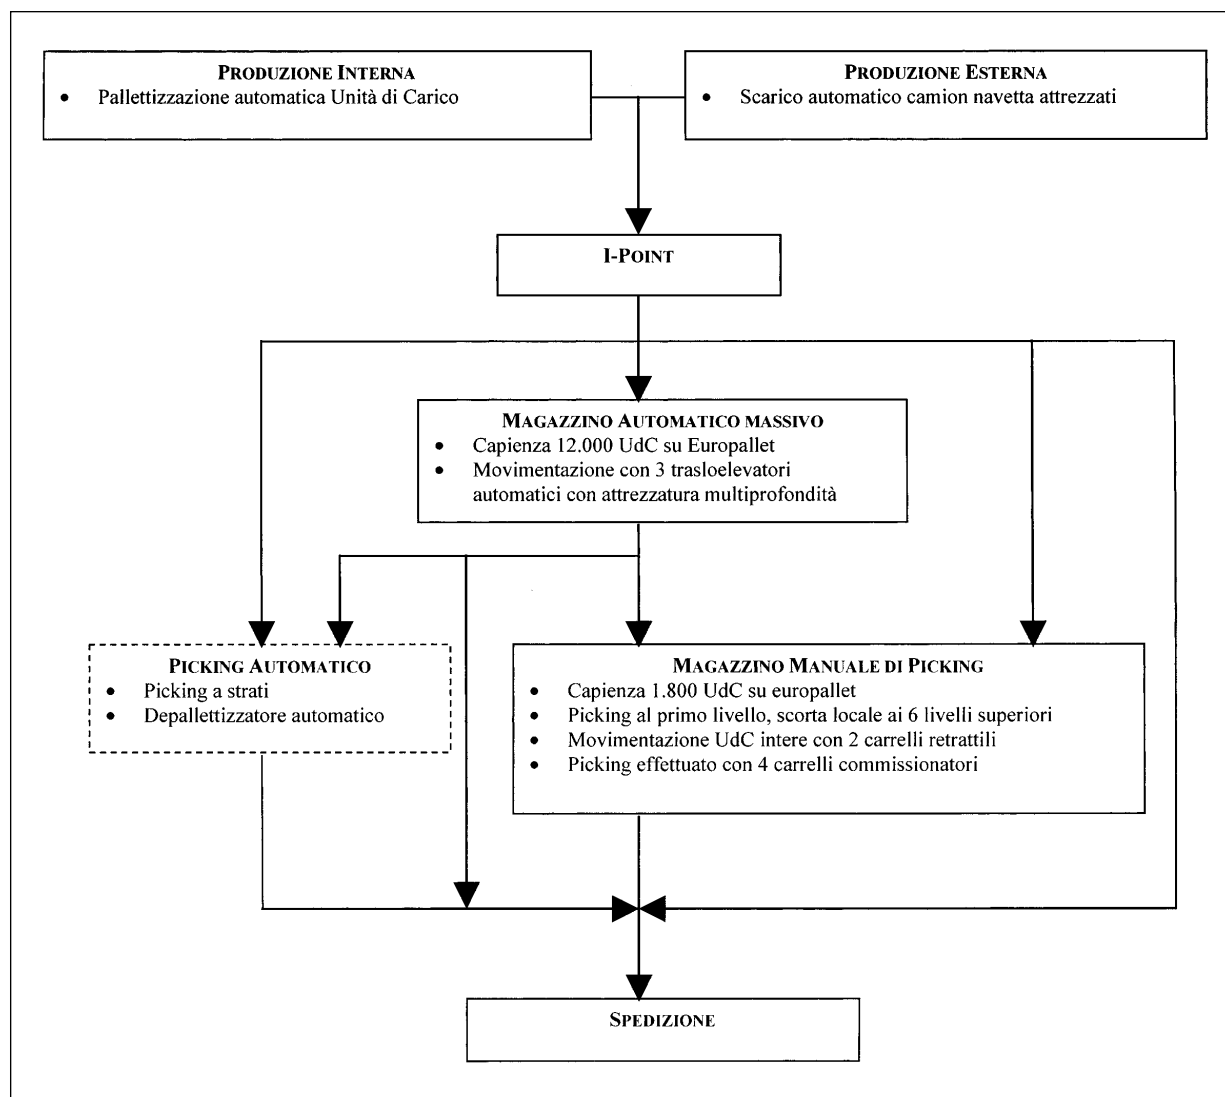 PRODUZIONE INTERNA
• Pallettizzazione automatica Unità di Carico
PRODUZIONE ESTERNA
• Scarico automatico camion navetta attrezzati
I-POINT
MAGAZZINO AUTOMATICO MASSIVO
• Capienza 12.000 UdC su Europallet
• Movimentazione con 3 trasloelevatori
automatici con attrezzatura multiprofondità
PICKING AUTOMATICO
• Picking a strati
• Depallettizzatore automatico
MAGAZZINO MANUALE DI PICKING
• Capienza 1.800 UdC su europallet
• Picking al primo livello, scorta locale ai 6 livelli superiori
• Movimentazione UdC intere con 2 carrelli retrattili
• Picking effettuato con 4 carrelli commissionatori
SPEDIZIONE